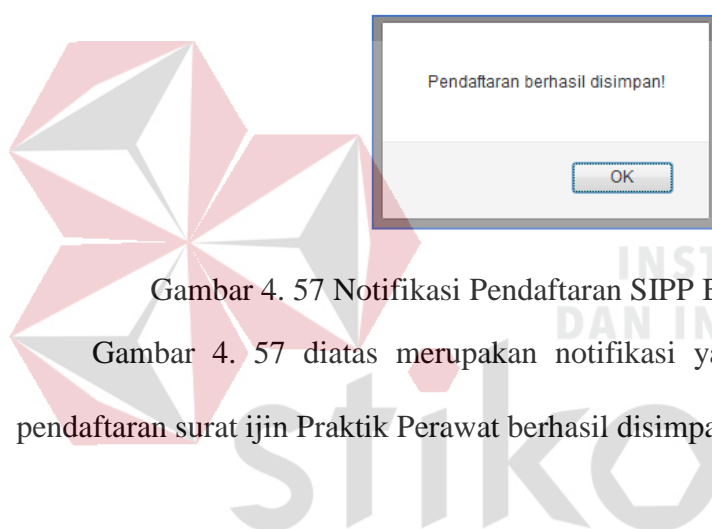 Pendaftaran berhasil disimpan!
OK
INST
Gambar 4. 57 Notifikasi Pendaftaran SIPP
DAN IN
Gambar 4. 57 diatas merupakan notifikasi
pendaftaran surat ijin Praktik Perawat berhasil
stiko